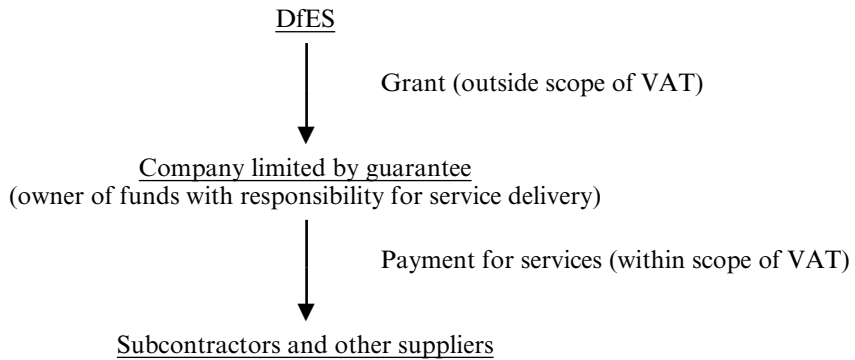 DfES
Grant (outside scope of VAT)
Company limited by guarantee
(owner of funds with responsibility for service delivery)
Payment for services (within scope of VAT)
Subcontractors and other suppliers